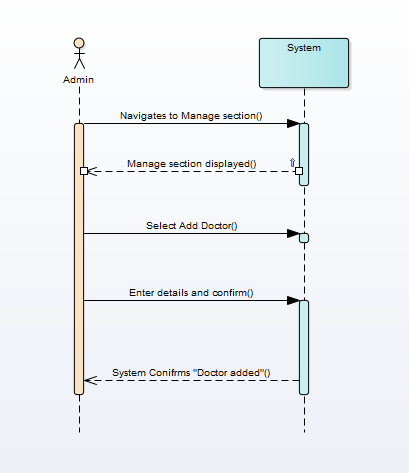 System
Admin
Navigates to Manage section()
Manage section displayed()
Select Add Doctor()
Enter details and confirm()
System Conifrms "Doctor added"()